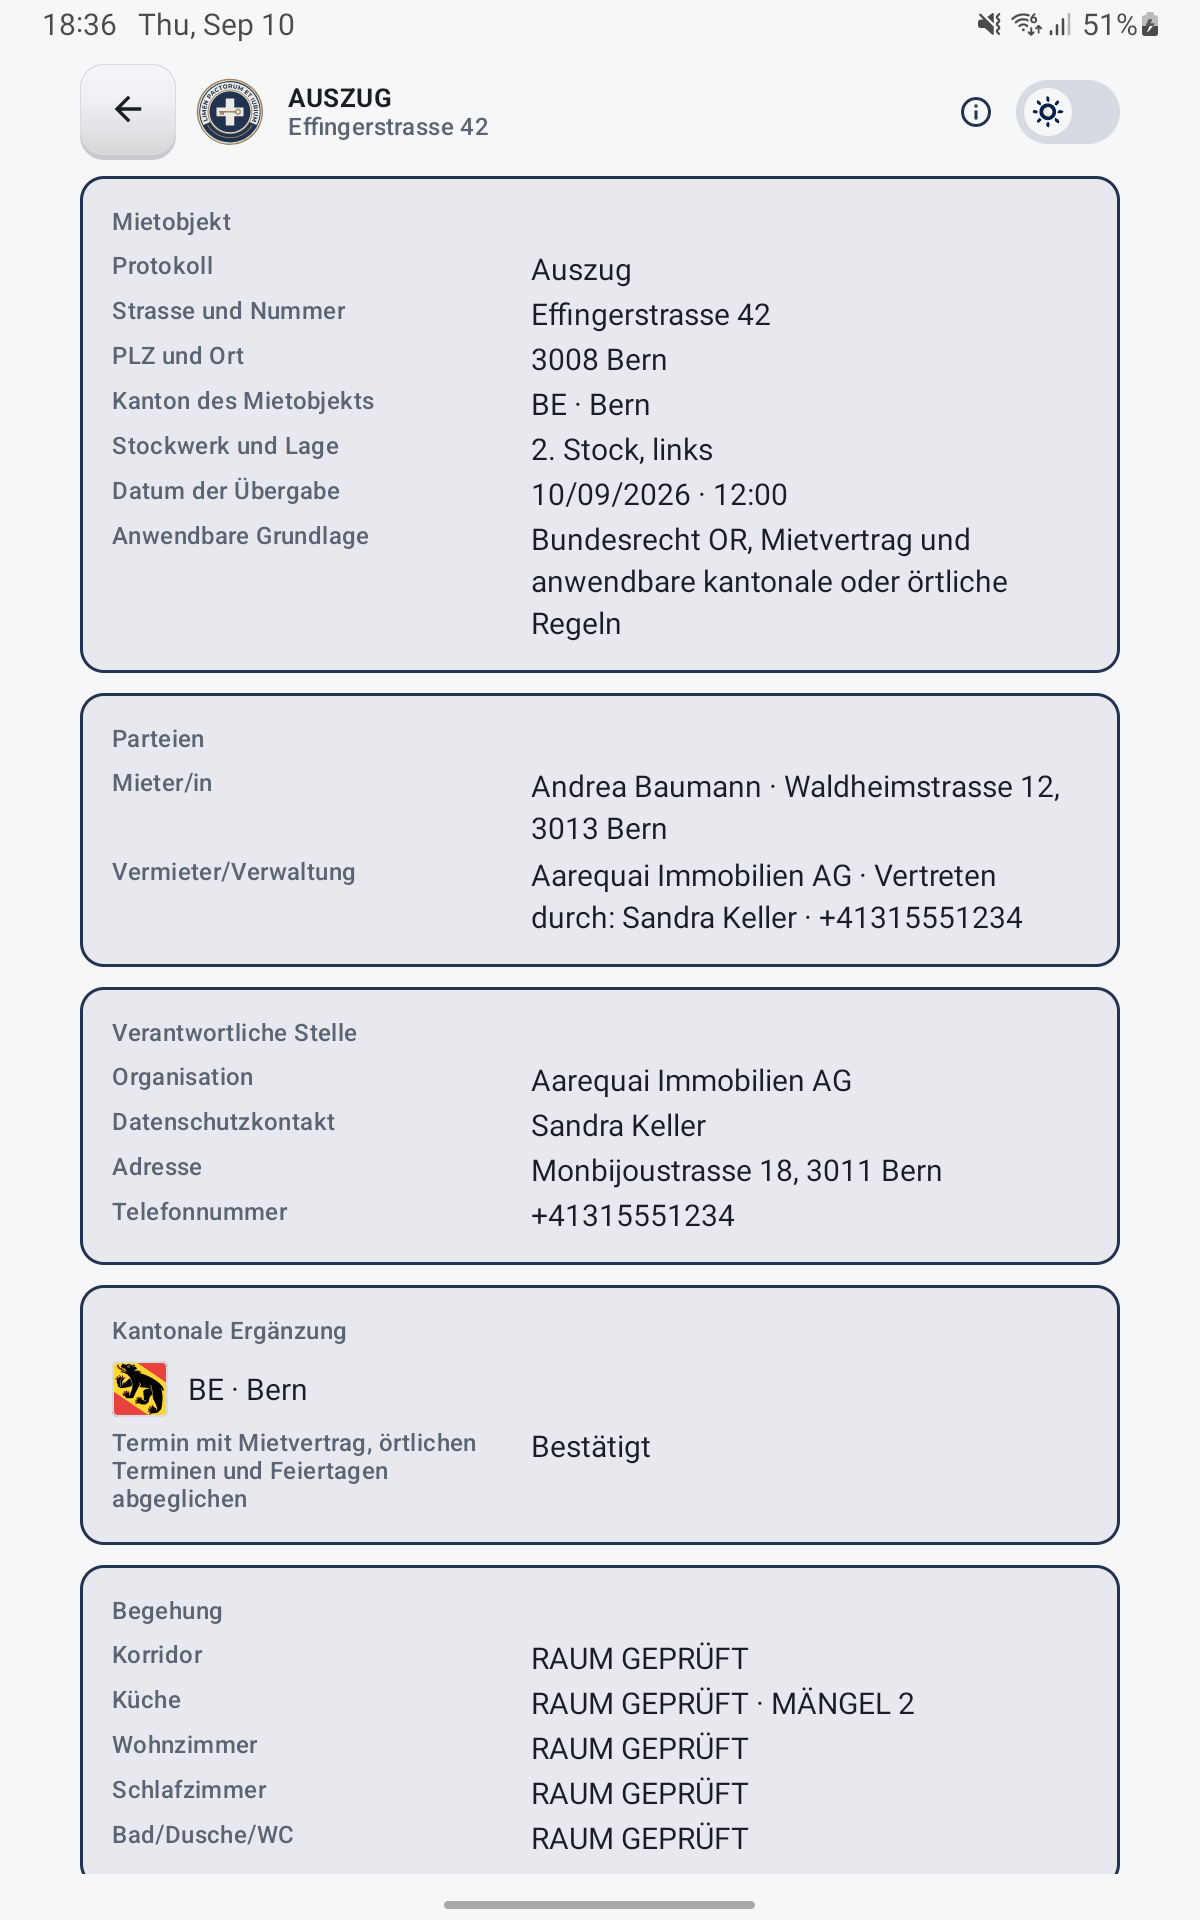 18:36 Thu, Sep 10
51%
LIMEN PACTORUM ET IURIUM
AUSZUG
Effingerstrasse 42
Mietobjekt
Protokoll Auszug
Strasse und Nummer Effingerstrasse 42
PLZ und Ort 3008 Bern
Kanton des Mietobjekts BE · Bern
Stockwerk und Lage 2. Stock, links
Datum der Übergabe 10/09/2026 · 12:00
Anwendbare Grundlage Bundesrecht OR, Mietvertrag und
anwendbare kantonale oder örtliche
Regeln
Parteien
Mieter/in Andrea Baumann · Waldheimstrasse 12,
3013 Bern
Vermieter/Verwaltung Aarequai Immobilien AG · Vertreten
durch: Sandra Keller · +41315551234
Verantwortliche Stelle
Organisation Aarequai Immobilien AG
Datenschutzkontakt Sandra Keller
Adresse Monbijoustrasse 18, 3011 Bern
Telefonnummer +41315551234
Kantonale Ergänzung
BE · Bern
Termin mit Mietvertrag, örtlichen Bestätigt
Terminen und Feiertagen
abgeglichen
Begehung
Korridor RAUM GEPRÜFT
Küche RAUM GEPRÜFT · MÄNGEL 2
Wohnzimmer RAUM GEPRÜFT
Schlafzimmer RAUM GEPRÜFT
Bad/Dusche/WC RAUM GEPRÜFT